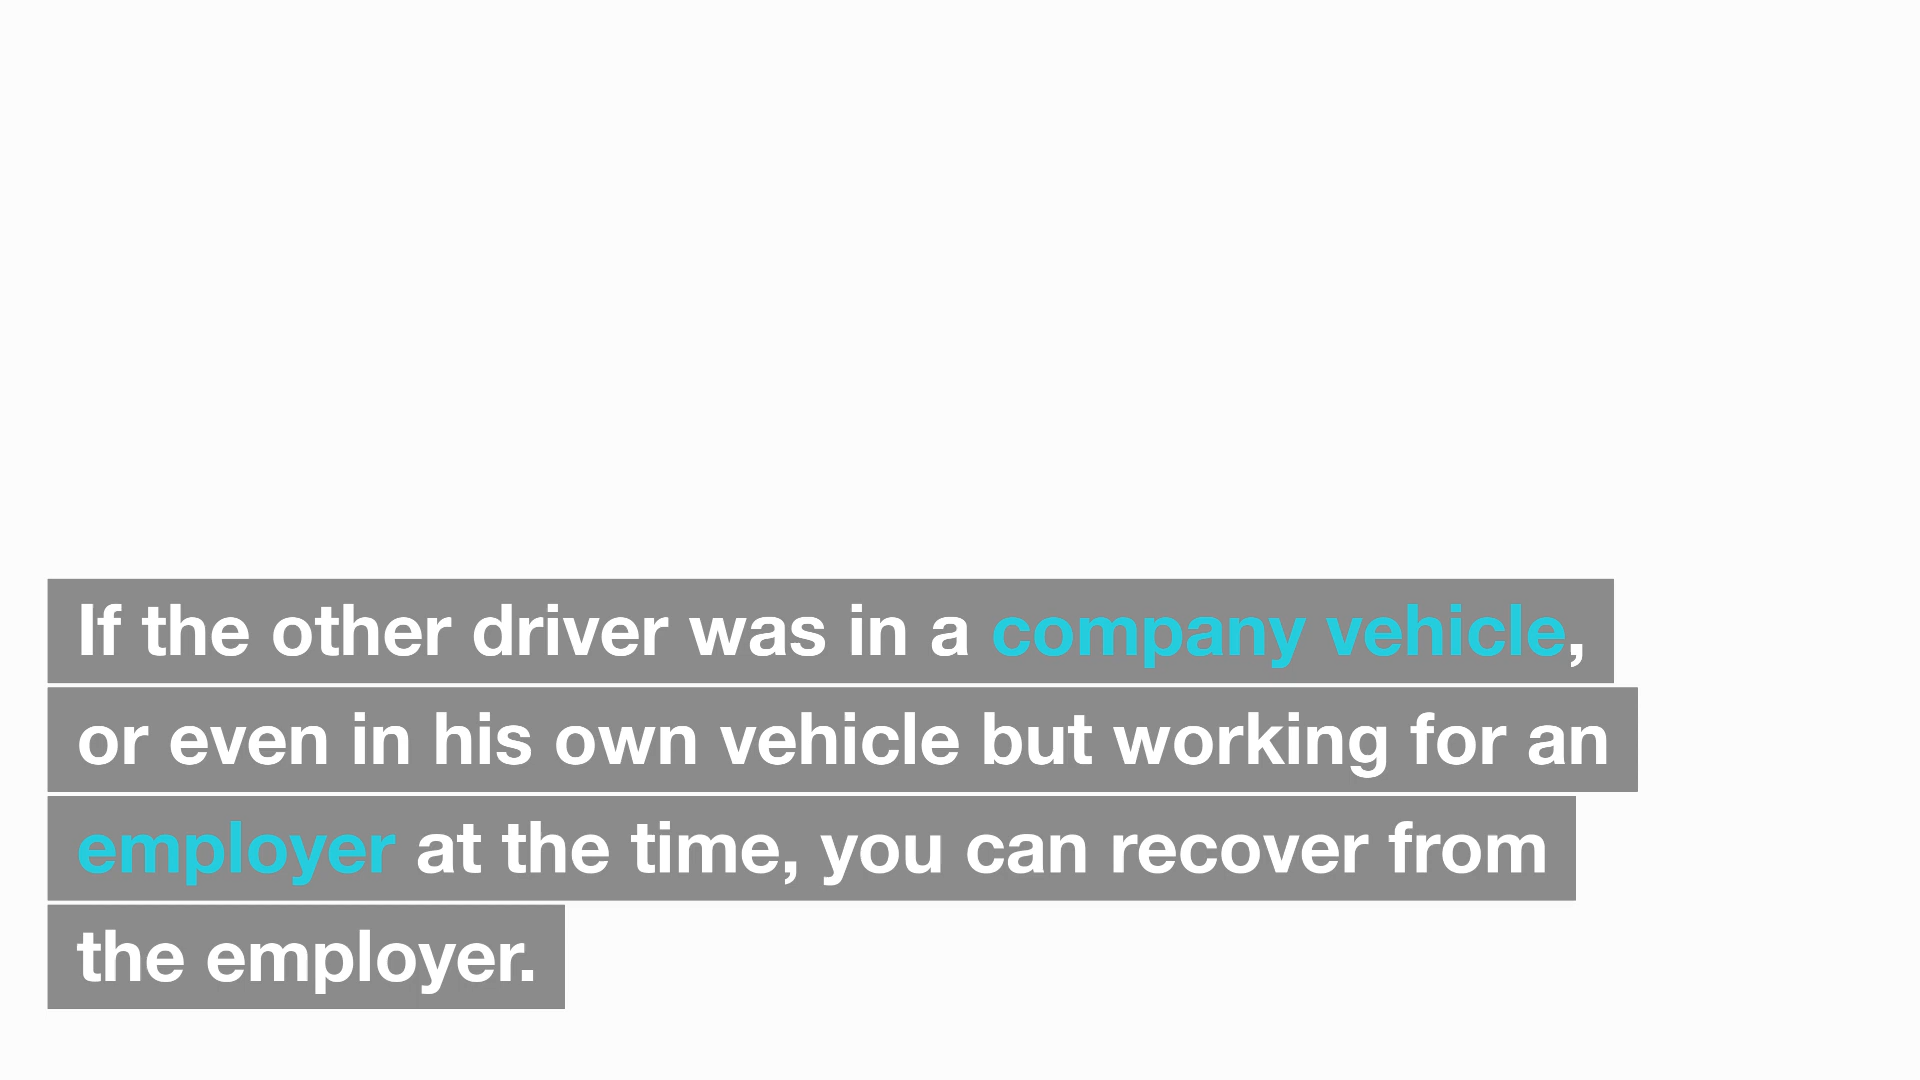 If the other driver was in a company vehicle,
or even in his own vehicle but working for an
employer at the time, you can recover from
the employer.